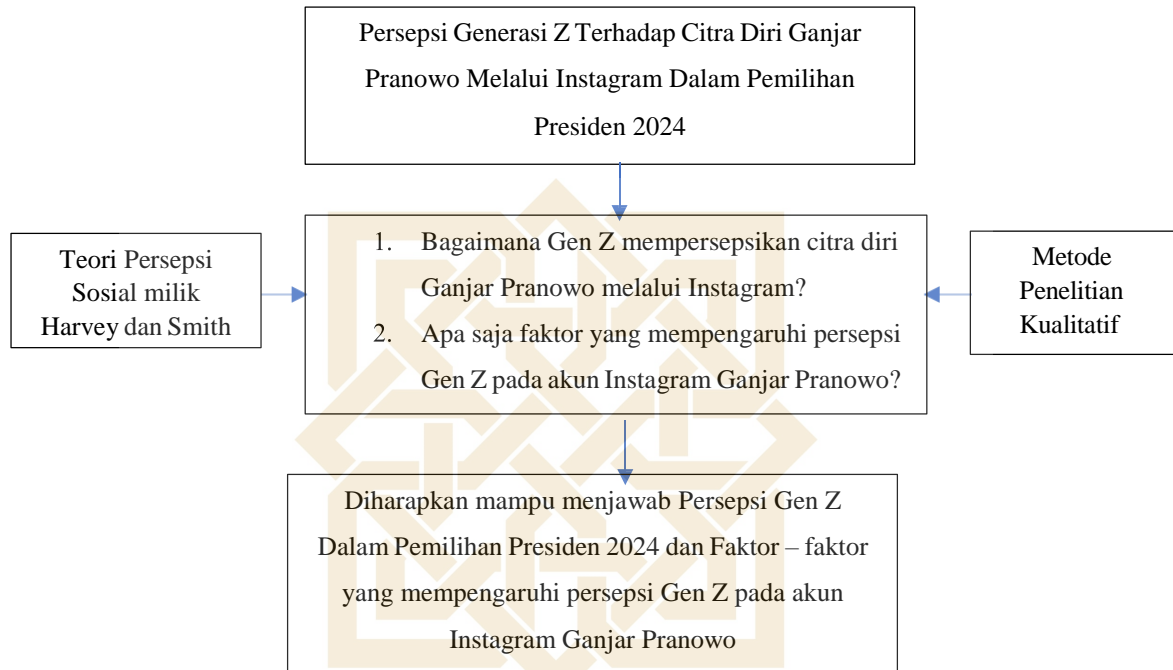 Persepsi Generasi Z Terhadap Citra Diri Ganjar
Pranowo Melalui Instagram Dalam Pemilihan
Presiden 2024
Teori Persepsi
Sosial milik
Harvey dan Smith
1. Bagaimana Gen Z mempersepsikan citra diri
Ganjar Pranowo melalui Instagram?
2. Apa saja faktor yang mempengaruhi persepsi
Gen Z pada akun Instagram Ganjar Pranowo?
Metode
Penelitian
Kualitatif
Diharapkan mampu menjawab Persepsi Gen Z
Dalam Pemilihan Presiden 2024 dan Faktor – faktor
yang mempengaruhi persepsi Gen Z pada akun
Instagram Ganjar Pranowo